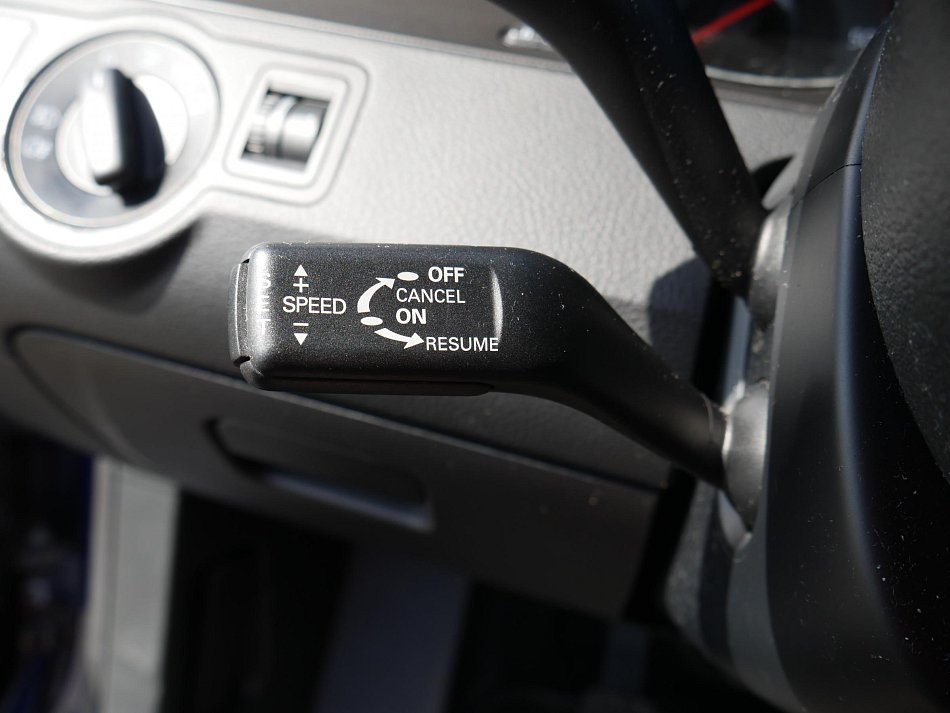 +
SPEED
−
OFF
CANCEL
ON
RESUME